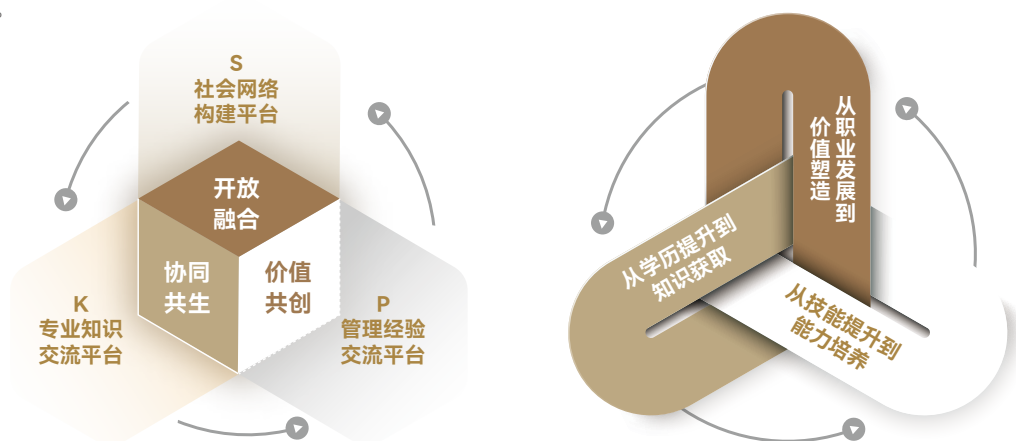 S
社会网络
构建平台
开放
融合
协同
共生
价值
共创
K
专业知识
交流平台
P
管理经验
交流平台
从职业发展到
价值塑造
从学历提升到
知识获取
从技能提升到
能力培养